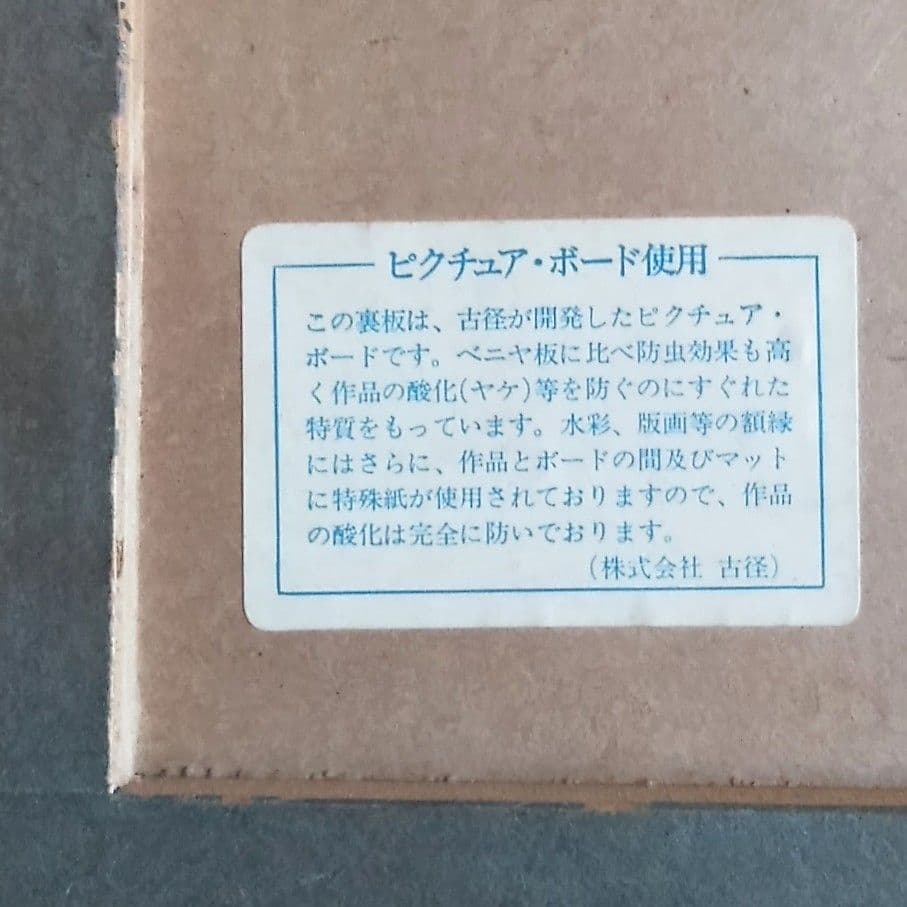 ピクチュア・ボード使用
この裏板は、古径が開発したピクチュア・
ボードです。ベニヤ板に比べ防虫効果も高
く作品の酸化(ヤケ)等を防ぐのにすぐれた
特質をもっています。水彩、版画等の額縁
にはさらに、作品とボードの間及びマット
に特殊紙が使用されておりますので、作品
の酸化は完全に防いでおります。
(株式会社 古径)